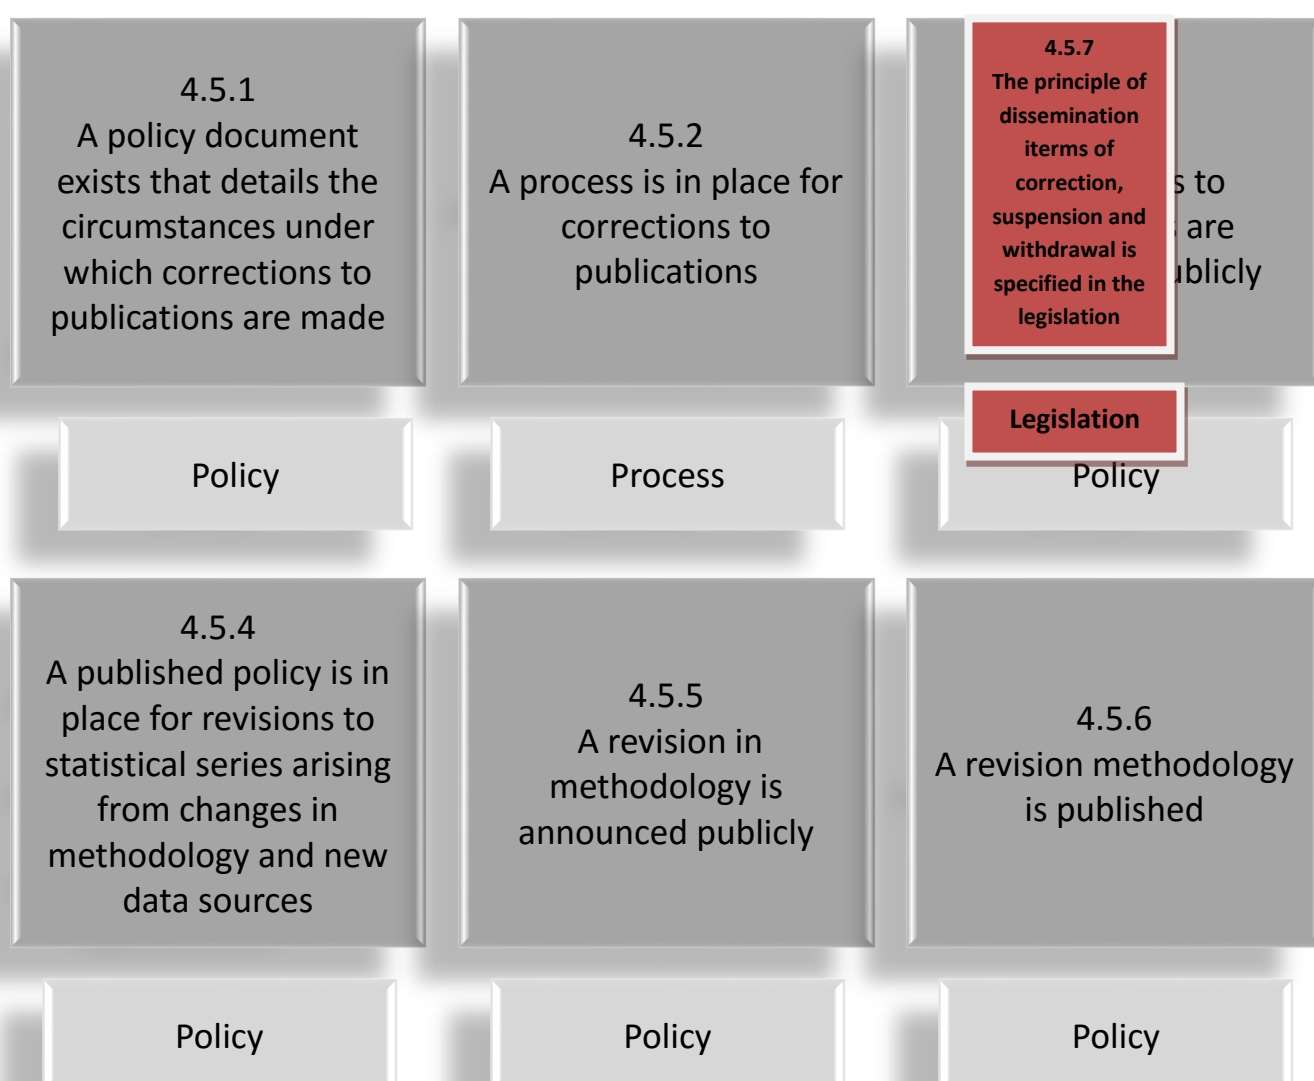 4.5.1
A policy document
exists that details the
circumstances under
which corrections to
publications are made
Policy
4.5.2
A process is in place for
corrections to
publications
Process
4.5.7
The principle of
dissemination
iterms of
correction,
suspension and
withdrawal is
specified in the
legislation
Legislation
to
are
Policy
4.5.4
A published policy is in
place for revisions to
statistical series arising
from changes in
methodology and new
data sources
Policy
4.5.5
A revision in
methodology is
announced publicly
Policy
4.5.6
A revision methodology
is published
Policy